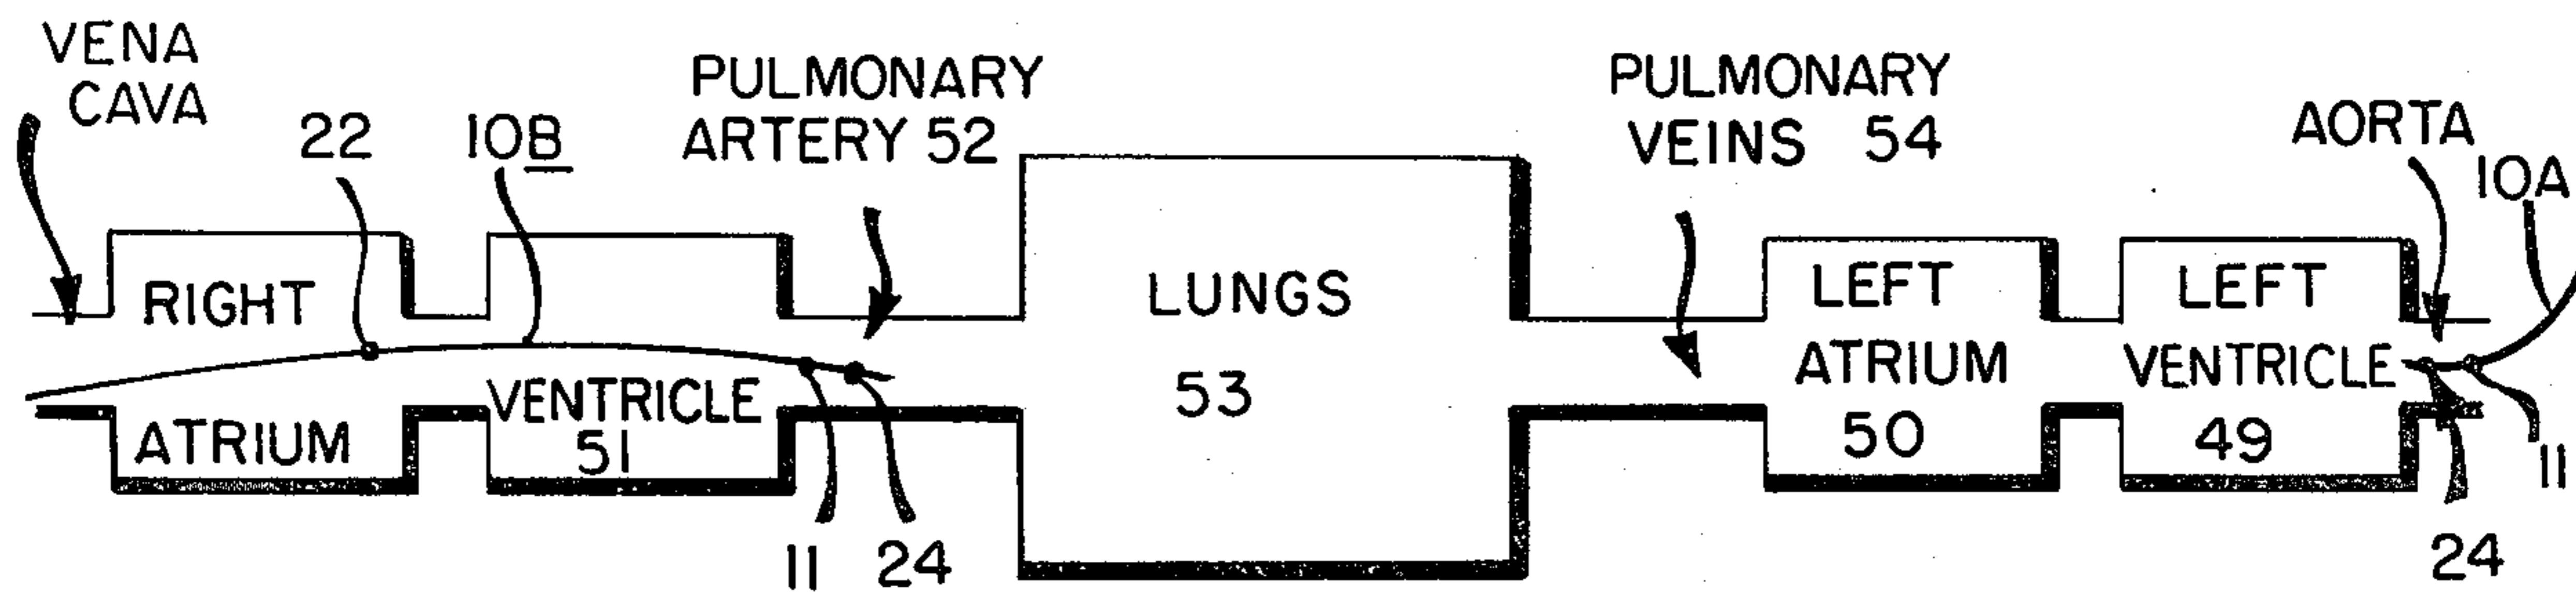 VENA
CAVA
22
10B
PULMONARY
ARTERY 52
PULMONARY
VEINS 54
AORTA
10A
RIGHT
ATRIUM
VENTRICLE
51
LUNGS
53
LEFT
ATRIUM
50
LEFT
VENTRICLE
49
11
24
24
11